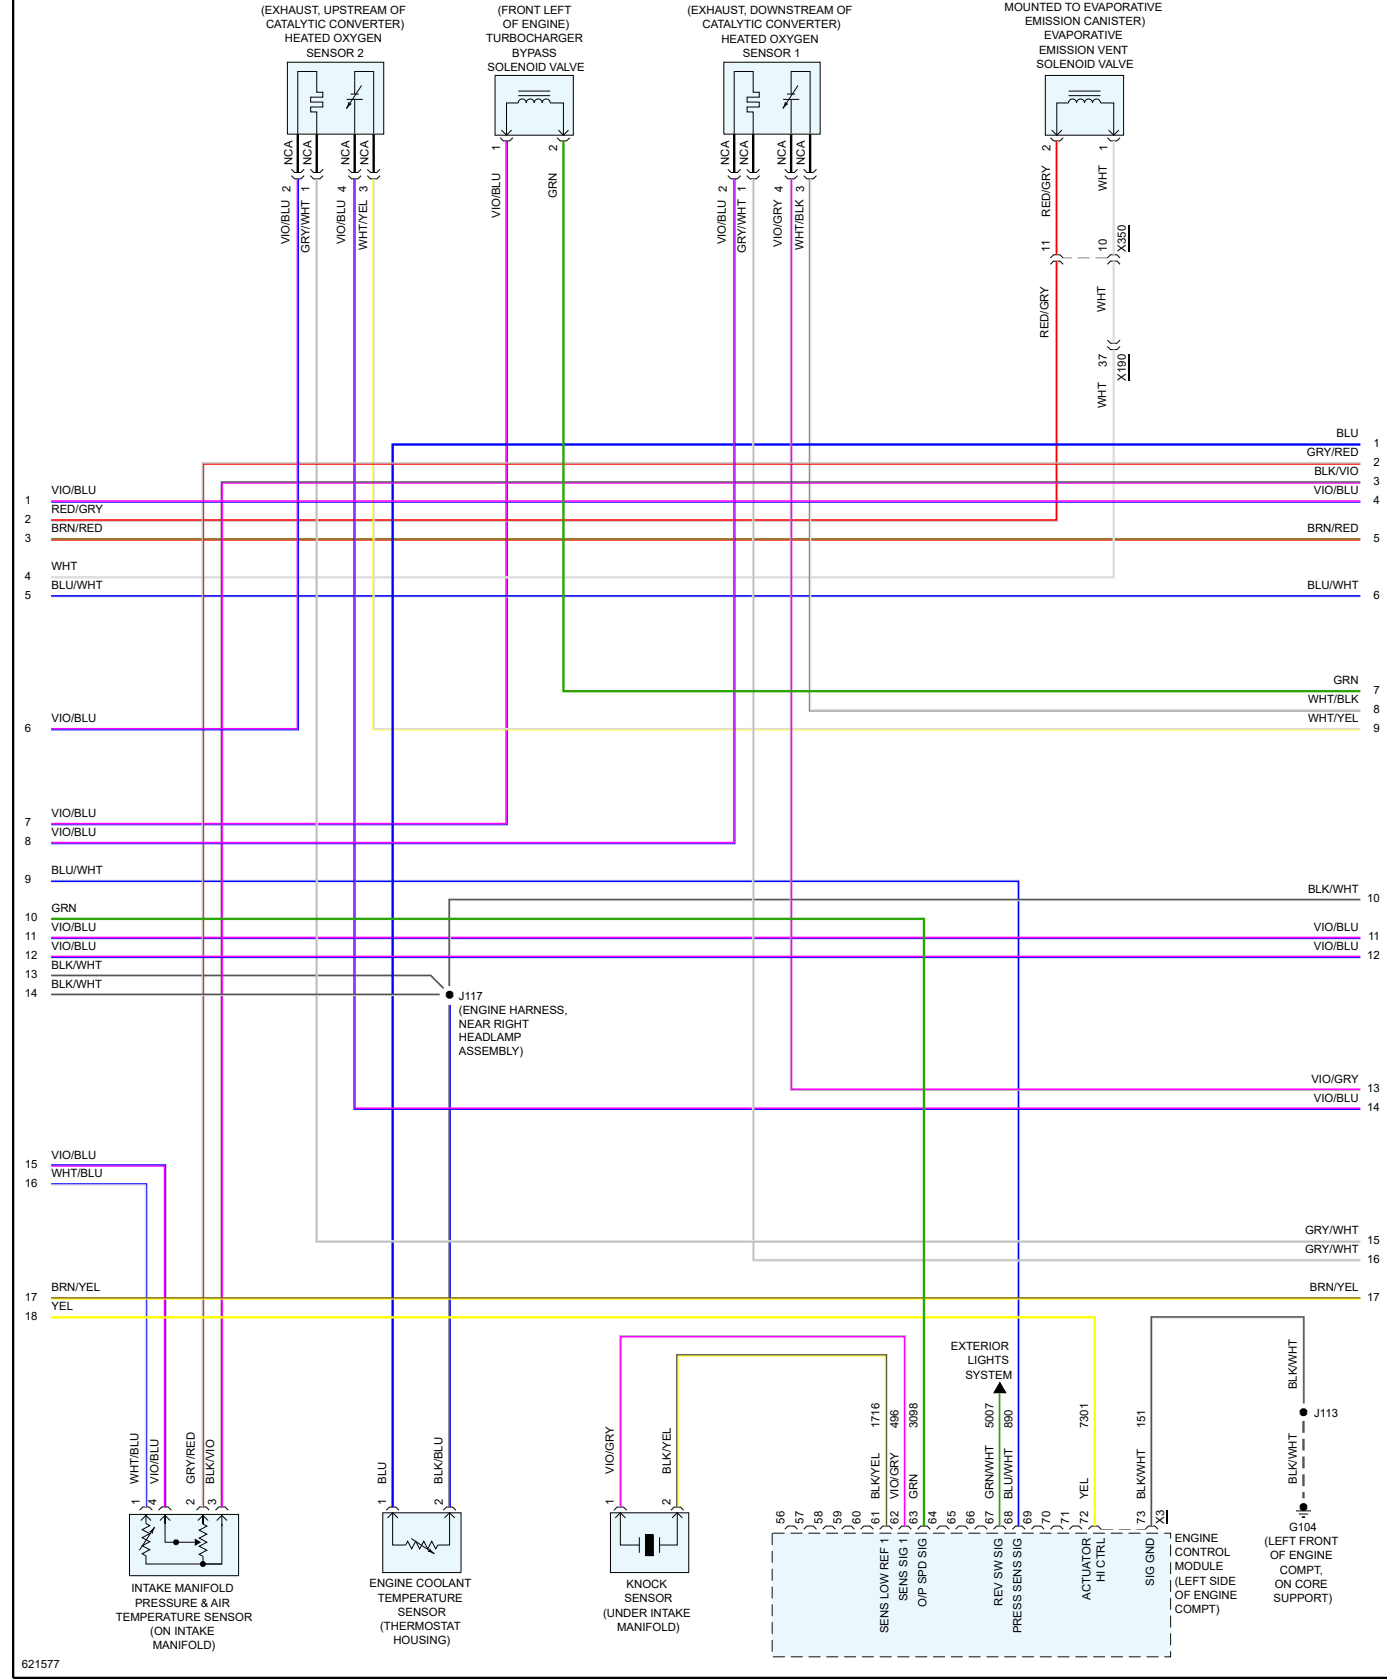 (EXHAUST, UPSTREAM OF
CATALYTIC CONVERTER)
HEATED OXYGEN
SENSOR 2
(FRONT LEFT
OF ENGINE)
TURBOCHARGER
BYPASS
SOLENOID VALVE
(EXHAUST, DOWNSTREAM OF
CATALYTIC CONVERTER)
HEATED OXYGEN
SENSOR 1
MOUNTED TO EVAPORATIVE
EMISSION CANISTER)
EVAPORATIVE
EMISSION VENT
SOLENOID VALVE
NCA
NCA
NCA
NCA
VIO/BLU 2
GRY/WHT 1
VIO/BLU 4
WHT/YEL 3
1
VIO/BLU
2
GRN
NCA
NCA
NCA
NCA
VIO/BLU 2
GRY/WHT 1
VIO/GRY 4
WHT/BLK 3
2
RED/GRY
11
RED/GRY
1
WHT
10
X350
WHT
37
X190
WHT
BLU 1
GRY/RED 2
BLK/VIO 3
1 VIO/BLU
VIO/BLU 4
2 RED/GRY
3 BRN/RED
BRN/RED 5
4 WHT
5 BLU/WHT
BLU/WHT 6
GRN 7
WHT/BLK 8
6 VIO/BLU
WHT/YEL 9
7 VIO/BLU
8 VIO/BLU
9 BLU/WHT
BLK/WHT 10
10 GRN
11 VIO/BLU
VIO/BLU 11
12 VIO/BLU
VIO/BLU 12
13 BLK/WHT
14 BLK/WHT
J117
(ENGINE HARNESS,
NEAR RIGHT
HEADLAMP
ASSEMBLY)
VIO/GRY 13
VIO/BLU 14
15 VIO/BLU
16 WHT/BLU
GRY/WHT 15
GRY/WHT 16
17 BRN/YEL
BRN/YEL 17
18 YEL
WHT/BLU
VIO/BLU
GRY/RED
BLK/VIO
1
4
2
3
INTAKE MANIFOLD
PRESSURE & AIR
TEMPERATURE SENSOR
(ON INTAKE
MANIFOLD)
BLU
BLK/BLU
1
2
ENGINE COOLANT
TEMPERATURE
SENSOR
(THERMOSTAT
HOUSING)
VIO/GRY
BLK/YEL
1
2
KNOCK
SENSOR
(UNDER INTAKE
MANIFOLD)
EXTERIOR
LIGHTS
SYSTEM
1716
496
3098
5007
890
7301
151
BLK/YEL
VIO/GRY
GRN
GRN/WHT
BLU/WHT
YEL
BLK/WHT
56
57
58
59
60
61
62
63
64
65
66
67
68
69
70
71
72
73
X3
SENS LOW REF 1
SENS SIG 1
O/P SPD SIG
REV SW SIG
PRESS SENS SIG
ACTUATOR
HI CTRL
SIG GND
ENGINE
CONTROL
MODULE
(LEFT SIDE
OF ENGINE
COMPT)
BLK/WHT
J113
BLK/WHT
G104
(LEFT FRONT
OF ENGINE
COMPT,
ON CORE
SUPPORT)
621577